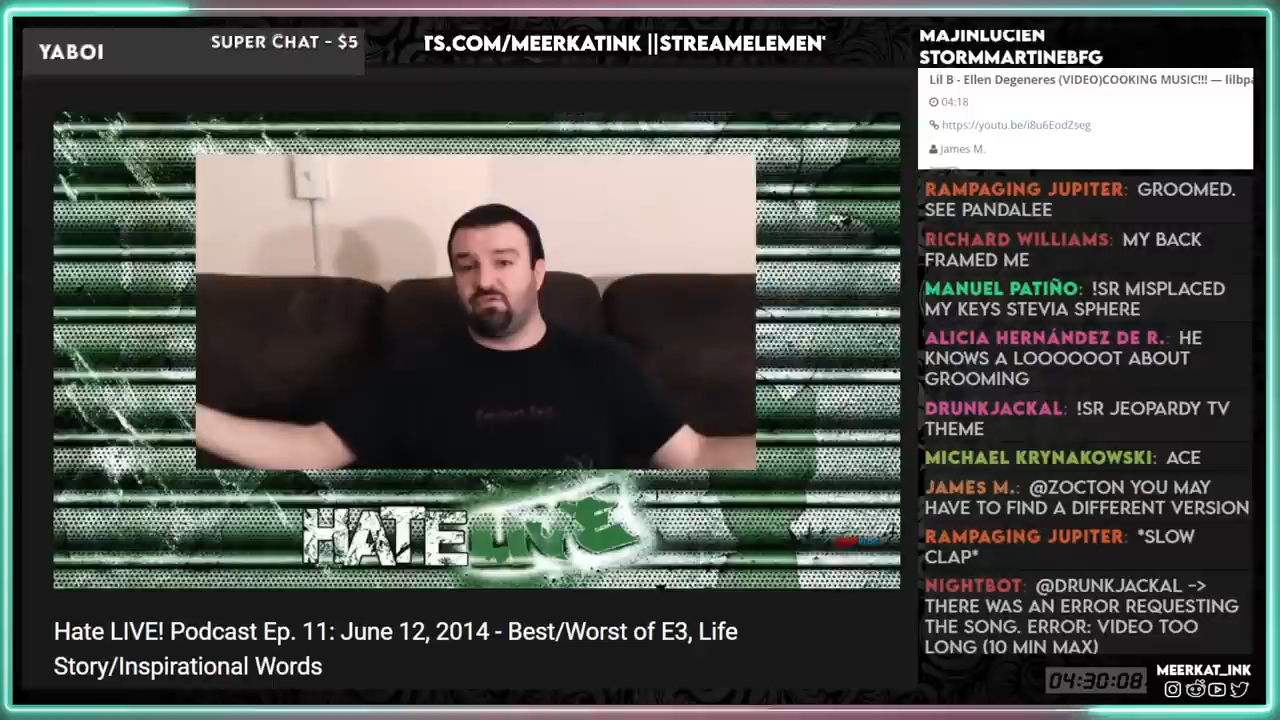 YABOI
SUPER CHAT - $5
TS.COM/MEERKATINK ||STREAMELEMEN
MAJINLUCIEN
STORMMARTINEBFG
Lil B - Ellen Degeneres (VIDEO)COOKING MUSIC!!! — lilbpa
04:18
https://youtu.be/i8u6EodZseg
James M.
RAMPAGING JUPITER: GROOMED.
SEE PANDALEE
RICHARD WILLIAMS: MY BACK
FRAMED ME
MANUEL PATIÑO: !SR MISPLACED
MY KEYS STEVIA SPHERE
ALICIA HERNÁNDEZ DE R.: HE
KNOWS A LOOOOOOT ABOUT
GROOMING
DRUNKJACKAL: !SR JEOPARDY TV
THEME
MICHAEL KRYNAKOWSKI: ACE
JAMES M.: @ZOCTON YOU MAY
HAVE TO FIND A DIFFERENT VERSION
RAMPAGING JUPITER: *SLOW
CLAP*
NIGHTBOT: @DRUNKJACKAL ->
THERE WAS AN ERROR REQUESTING
THE SONG. ERROR: VIDEO TOO
LONG (10 MIN MAX)
HATE LIVE
Hate LIVE! Podcast Ep. 11: June 12, 2014 - Best/Worst of E3, Life
Story/Inspirational Words
04:30:08
MEERKAT_INK